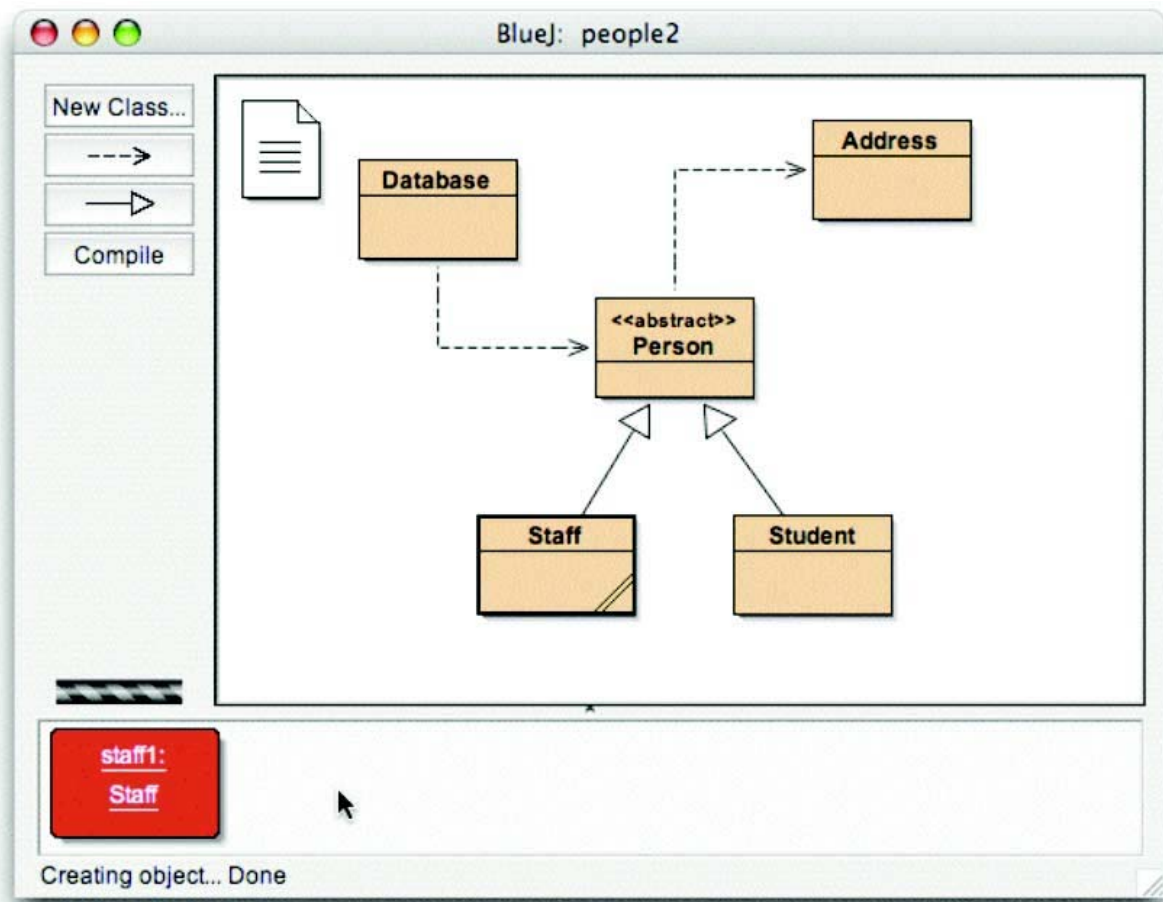 BlueJ: people2
New Class...
Compile
Database
Address
<<abstract>>
Person
Staff
Student
staff1:
Staff
Creating object... Done